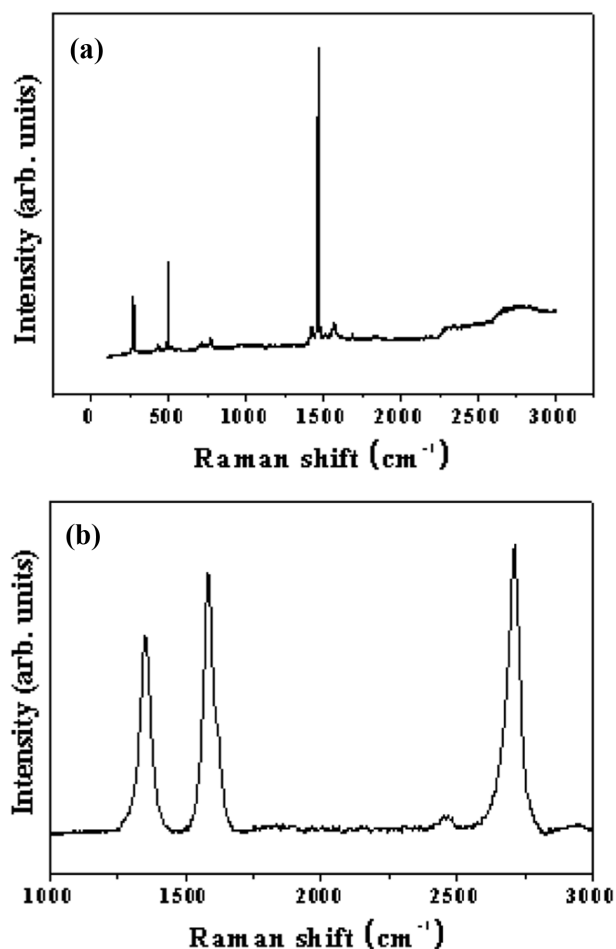 (a)
Intensity (arb. units)
0 500 1000 1500 2000 2500 3000
Raman shift (cm⁻¹)
(b)
Intensity (arb. units)
1000 1500 2000 2500 3000
Raman shift (cm⁻¹)